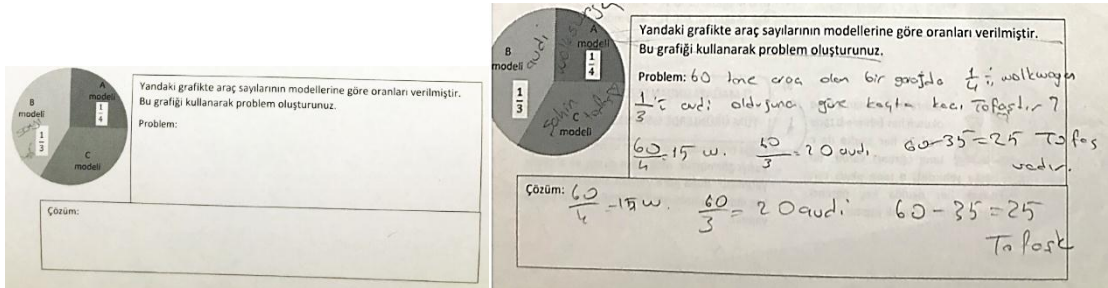 A
modeli
1/4
B
modeli
1/3
C
modeli
Yandaki grafikte araç sayılarının modellerine göre oranları verilmiştir.
Bu grafiği kullanarak problem oluşturunuz.
Problem:
Çözüm:
A
modeli
1/4
B
modeli
audi
1/3
şahin
C
modeli
Yandaki grafikte araç sayılarının modellerine göre oranları verilmiştir.
Bu grafiği kullanarak problem oluşturunuz.
Problem: 60 tane araç olan bir garajda 1/4 'i wolkwagen
1/3 'ü audi olduğuna göre kaçta kaçı Tofaştır?
60/4 = 15 w. 60/3 = 20 audi 60-35=25 Tofaş
vadır.
Çözüm: 60/4 = 15 w. 60/3 = 20 audi 60-35=25